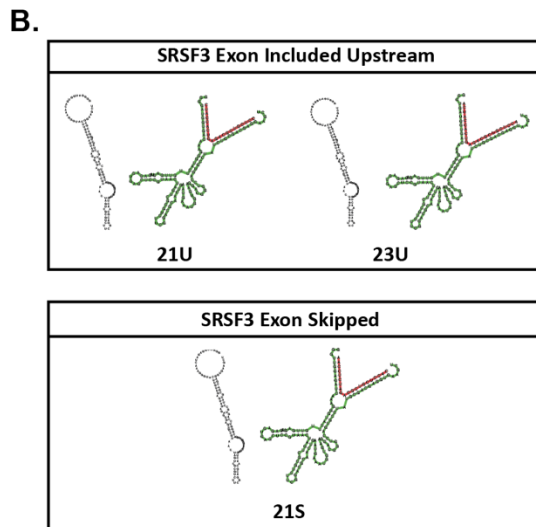 B.
SRSF3 Exon Included Upstream
21U
23U
SRSF3 Exon Skipped
21S